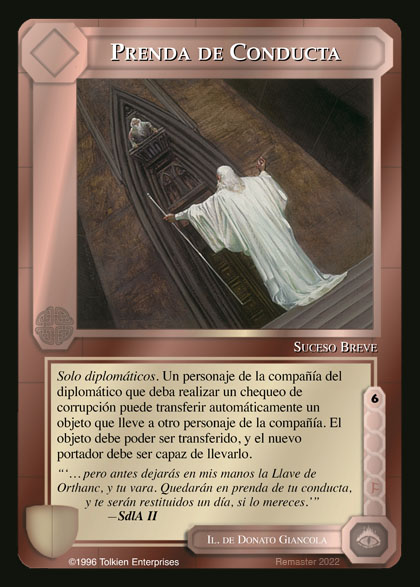 PRENDA DE CONDUCTA
SUCESO BREVE
Solo diplomáticos. Un personaje de la compañía del
diplomático que deba realizar un chequeo de
corrupción puede transferir automáticamente un
objeto que lleve a otro personaje de la compañía. El
objeto debe poder ser transferido, y el nuevo
portador debe ser capaz de llevarlo.
“‘…pero antes dejarás en mis manos la Llave de
Orthanc, y tu vara. Quedarán en prenda de tu conducta,
y te serán restituidos un día, si lo mereces.’”
—SdlA II
6
R
IL. DE DONATO GIANCOLA
©1996 Tolkien Enterprises
Remaster 2022